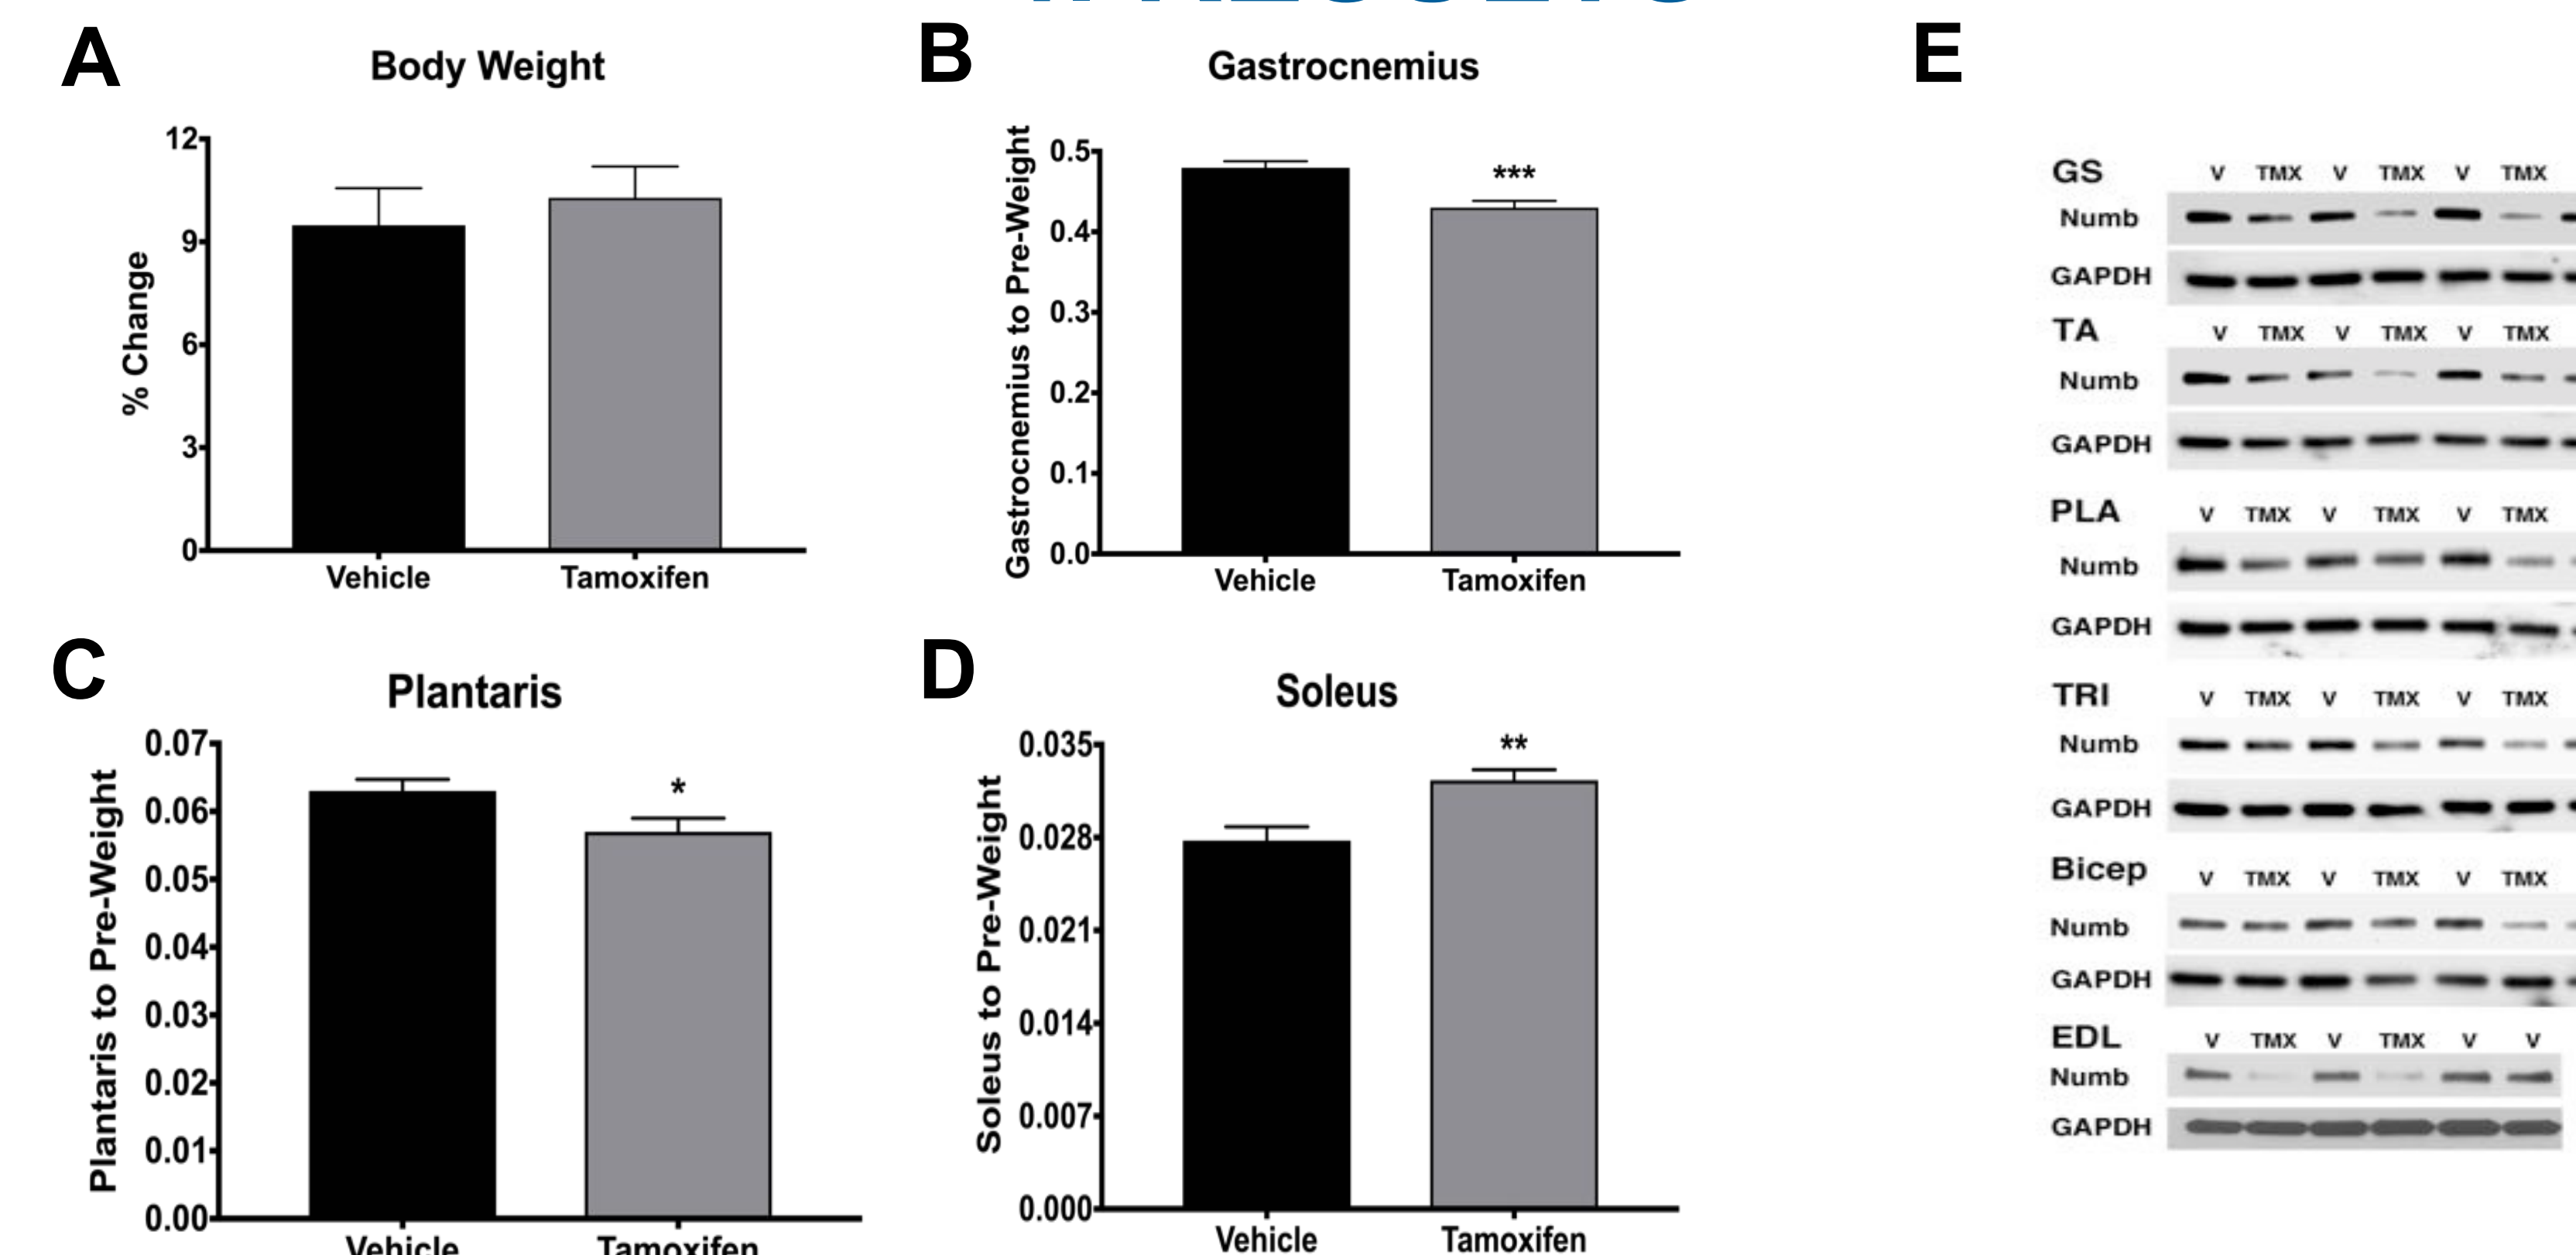 A
Body Weight
12
9
6
3
0
% Change
Vehicle
Tamoxifen
B
Gastrocnemius
0.5
0.4
0.3
0.2
0.1
0.0
Gastrocnemius to Pre-Weight
***
Vehicle
Tamoxifen
C
Plantaris
0.07
0.06
0.05
0.04
0.03
0.02
0.01
0.00
Plantaris to Pre-Weight
*
Vehicle
Tamoxifen
D
Soleus
0.035
0.028
0.021
0.014
0.007
0.000
Soleus to Pre-Weight
**
Vehicle
Tamoxifen
E
GS V TMX V TMX V TMX
Numb
GAPDH
TA V TMX V TMX V TMX
Numb
GAPDH
PLA V TMX V TMX V TMX
Numb
GAPDH
TRI V TMX V TMX V TMX
Numb
GAPDH
Bicep V TMX V TMX V TMX
Numb
GAPDH
EDL V TMX V TMX V V
Numb
GAPDH